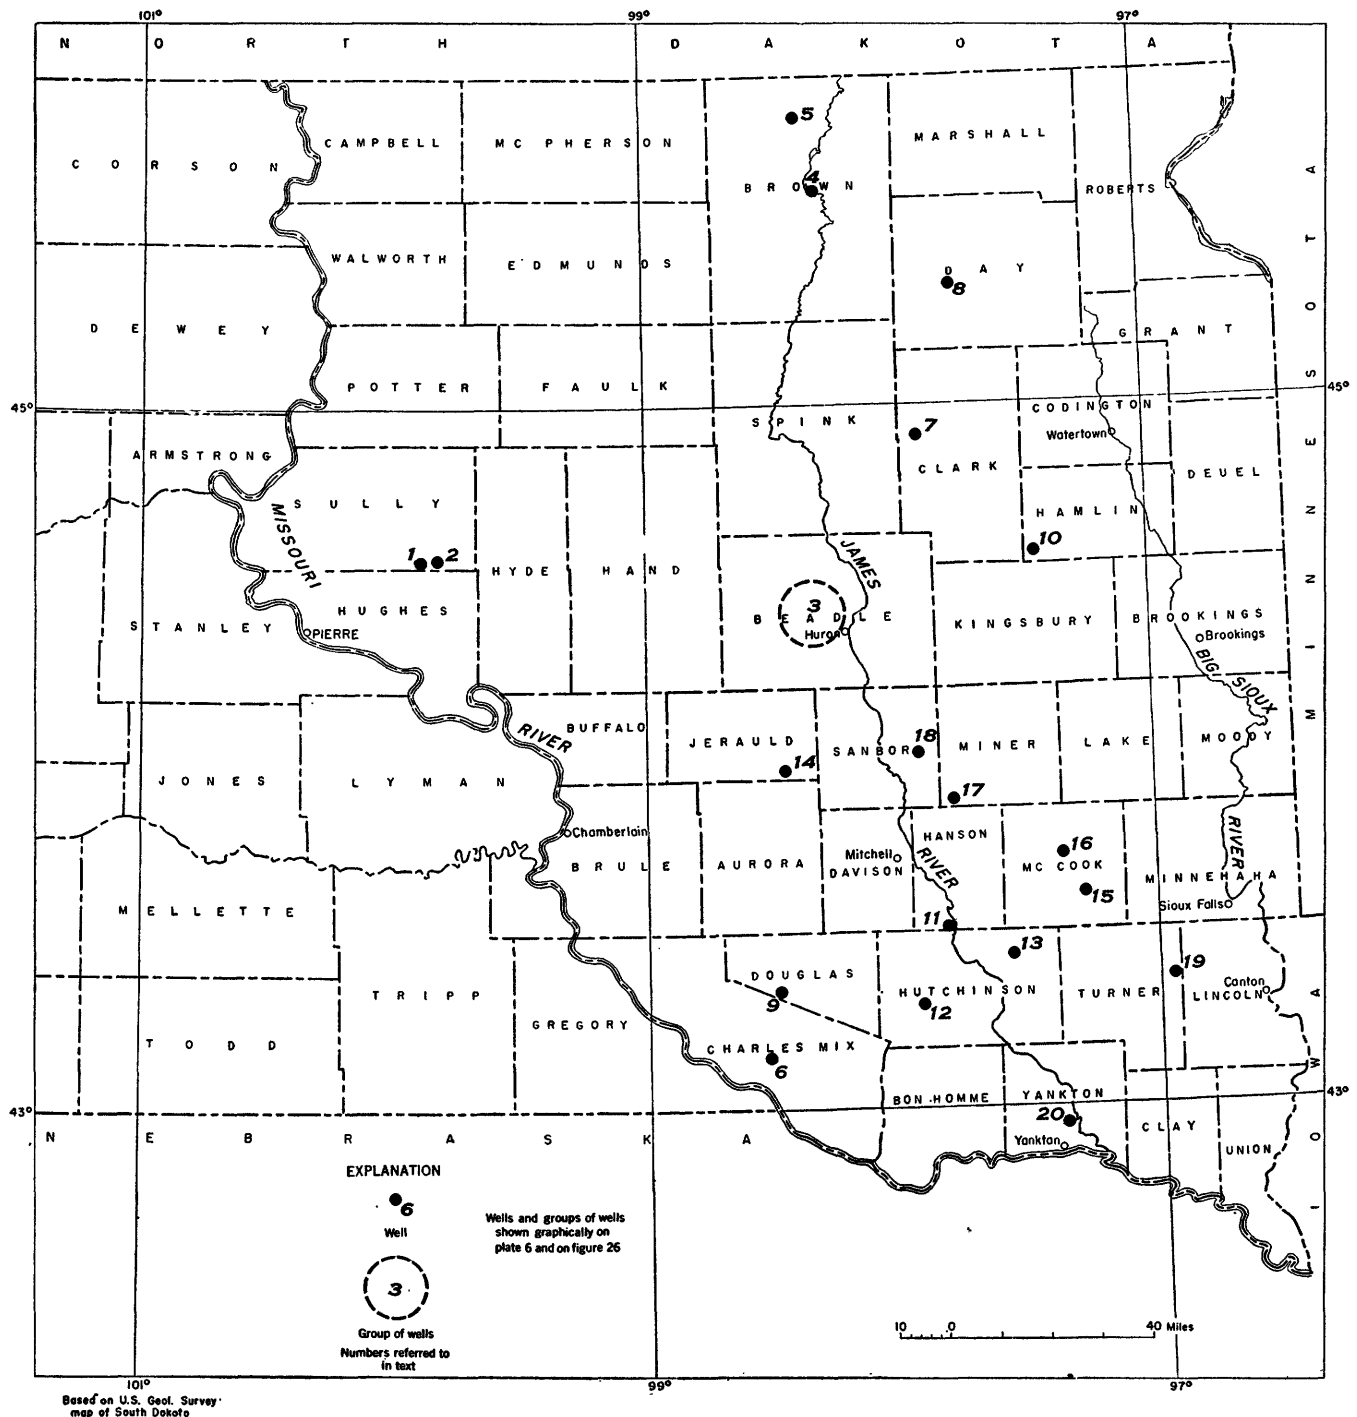 101° 99° 97°
NORTH DAKOTA
5
CAMPBELL MC PHERSON MARSHALL
CORSON
4
BROWN ROBERTS
WALWORTH EDMUNDS DAY
8
DEWEY GRANT
POTTER FAULK
45° 45°
SPINK CODINGTON
7 Watertown
ARMSTRONG CLARK DEUEL
SULLY HAMLIN
MISSOURI
10
1 2 JAMES
HYDE HAND
HUGHES 3
STANLEY PIERRE BEADLE KINGSBURY BROOKINGS
Huron Brookings
BIG SIOUX
MINNESOTA
RIVER BUFFALO
JERAULD SANBOR 18 MINER LAKE MOODY
14
JONES LYMAN 17
Chamberlain HANSON RIVER
16
BRULE AURORA Mitchell RIVER MC COOK
DAVISON MINNEHAHA
15
MELLETTE Sioux Falls
11
13
DOUGLAS 19
TRIPP 9 HUTCHINSON TURNER Canton
LINCOLN
12
GREGORY
TODD CHARLES MIX
6
BON HOMME YANKTON
43° 43°
20 CLAY
Yankton UNION
NEBRASKA
IOWA
EXPLANATION
6
Well
Wells and groups of wells
shown graphically on
plate 6 and on figure 26
3
Group of wells
Numbers referred to
in text
10 0 40 Miles
101° 99° 97°
Based on U.S. Geol. Survey
map of South Dakota